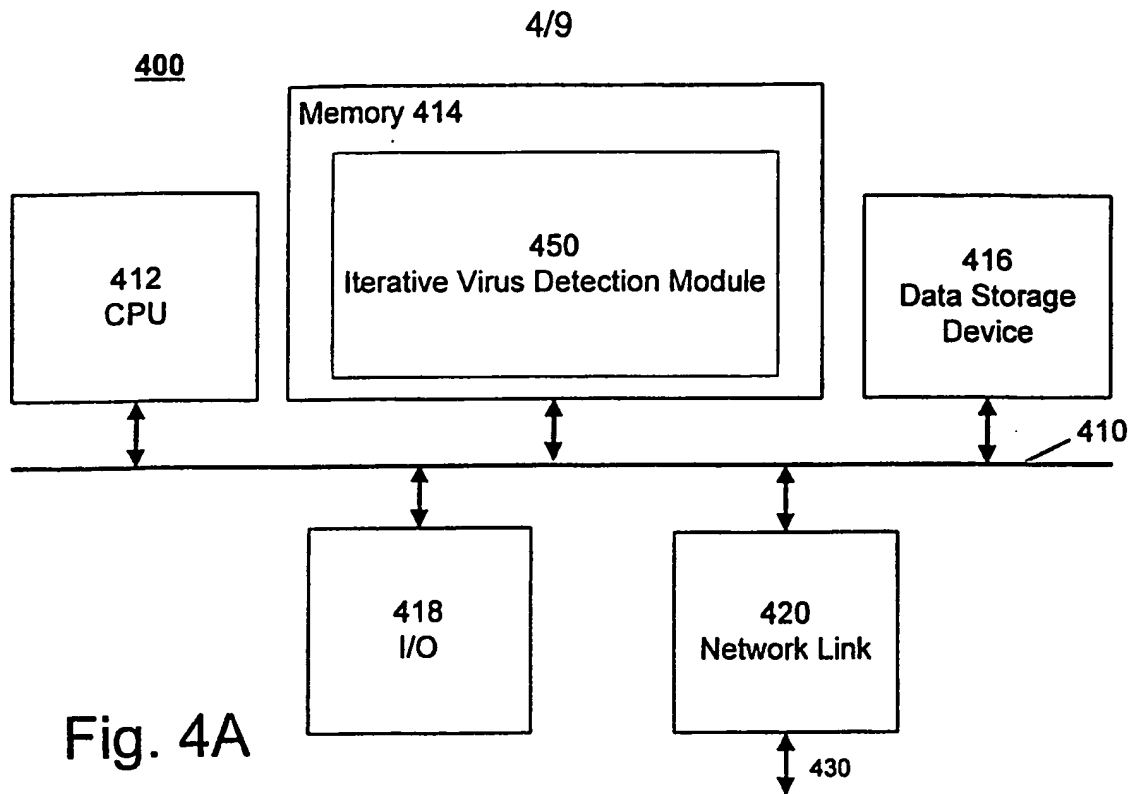 4/9
400
Memory 414
450
Iterative Virus Detection Module
412
CPU
416
Data Storage
Device
410
418
I/O
420
Network Link
430
Fig. 4A